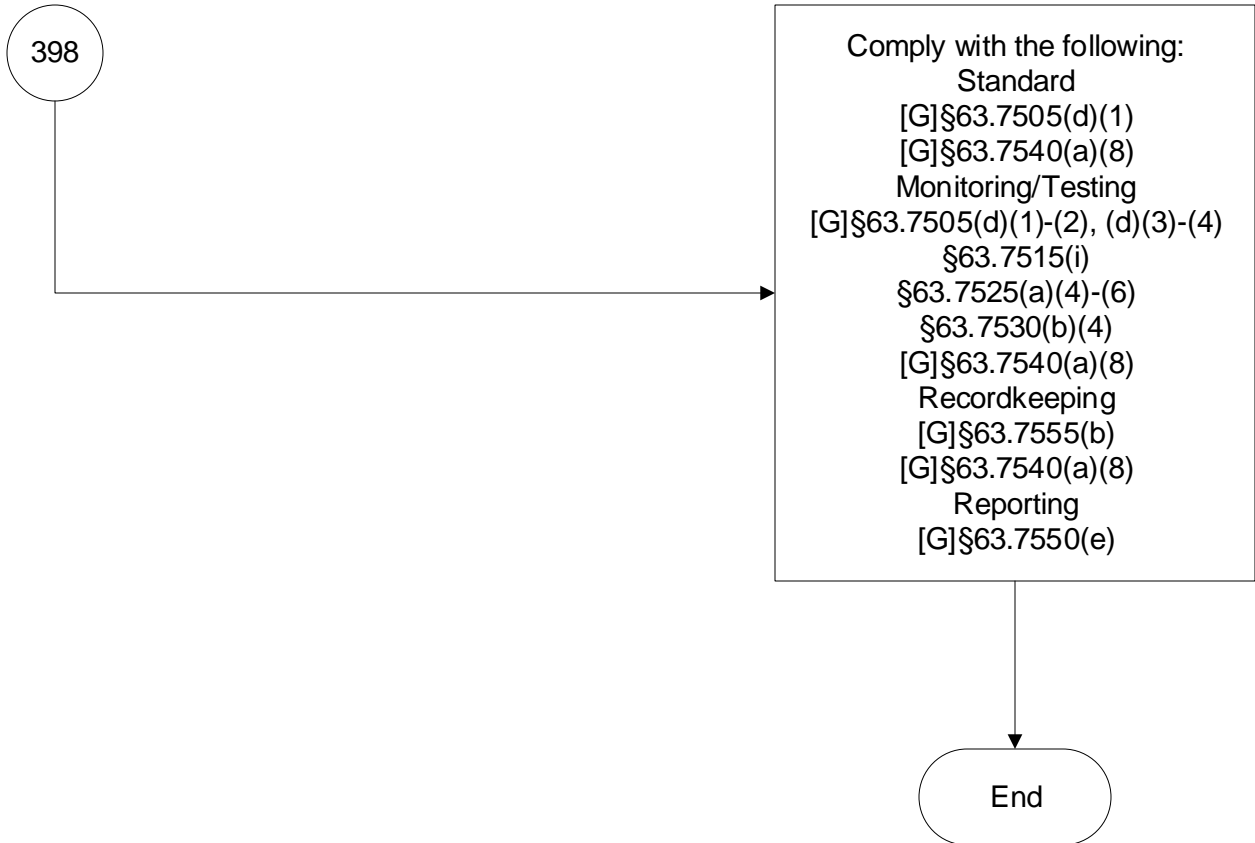 398
Comply with the following:
Standard
[G]§63.7505(d)(1)
[G]§63.7540(a)(8)
Monitoring/Testing
[G]§63.7505(d)(1)-(2), (d)(3)-(4)
§63.7515(i)
§63.7525(a)(4)-(6)
§63.7530(b)(4)
[G]§63.7540(a)(8)
Recordkeeping
[G]§63.7555(b)
[G]§63.7540(a)(8)
Reporting
[G]§63.7550(e)
End